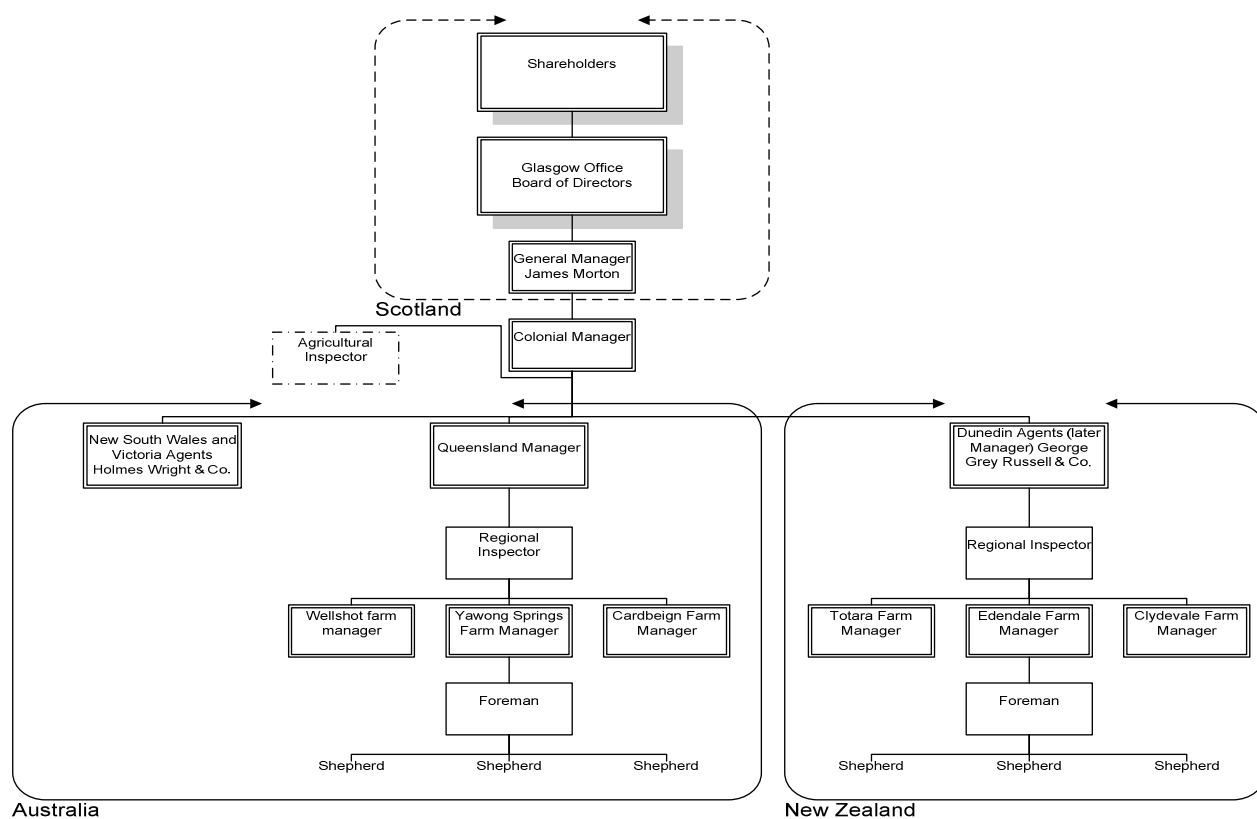 Shareholders
Glasgow Office
Board of Directors
General Manager
James Morton
Scotland
Colonial Manager
Agricultural
Inspector
New South Wales and
Victoria Agents
Holmes Wright & Co.
Queensland Manager
Dunedin Agents (later
Manager) George
Grey Russell & Co.
Regional
Inspector
Regional Inspector
Wellshot farm
manager
Yawong Springs
Farm Manager
Cardbeign Farm
Manager
Totara Farm
Manager
Edendale Farm
Manager
Clydevale Farm
Manager
Foreman
Foreman
Shepherd
Shepherd
Shepherd
Shepherd
Shepherd
Shepherd
Australia
New Zealand